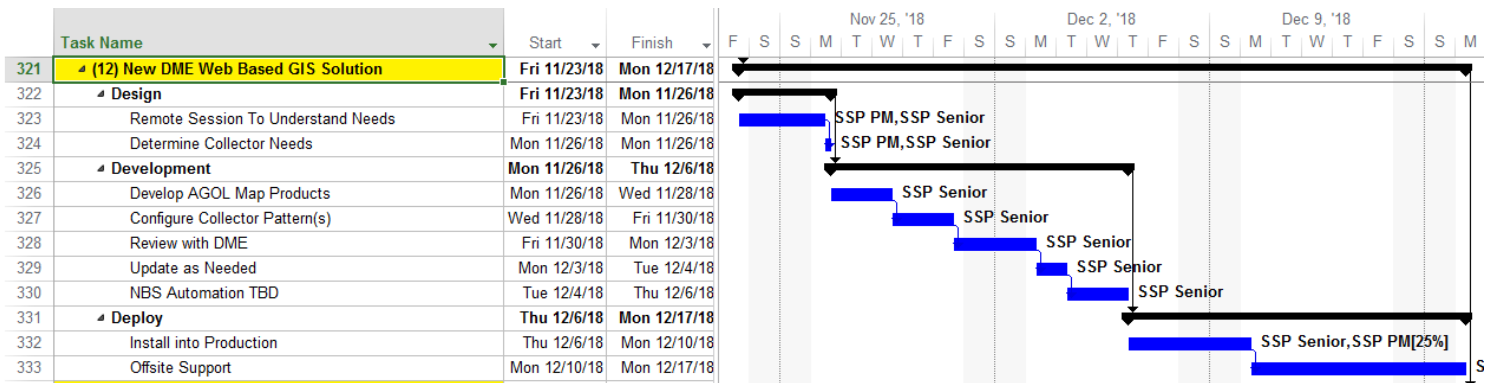 Nov 25, '18 Dec 2, '18 Dec 9, '18
Task Name Start Finish F S S M T W T F S S M T W T F S S M T W T F S S M
321 (12) New DME Web Based GIS Solution Fri 11/23/18 Mon 12/17/18
322 Design Fri 11/23/18 Mon 11/26/18
323 Remote Session To Understand Needs Fri 11/23/18 Mon 11/26/18 SSP PM,SSP Senior
324 Determine Collector Needs Mon 11/26/18 Mon 11/26/18 SSP PM,SSP Senior
325 Development Mon 11/26/18 Thu 12/6/18
326 Develop AGOL Map Products Mon 11/26/18 Wed 11/28/18 SSP Senior
327 Configure Collector Pattern(s) Wed 11/28/18 Fri 11/30/18 SSP Senior
328 Review with DME Fri 11/30/18 Mon 12/3/18 SSP Senior
329 Update as Needed Mon 12/3/18 Tue 12/4/18 SSP Senior
330 NBS Automation TBD Tue 12/4/18 Thu 12/6/18 SSP Senior
331 Deploy Thu 12/6/18 Mon 12/17/18
332 Install into Production Thu 12/6/18 Mon 12/10/18 SSP Senior,SSP PM[25%]
333 Offsite Support Mon 12/10/18 Mon 12/17/18 S